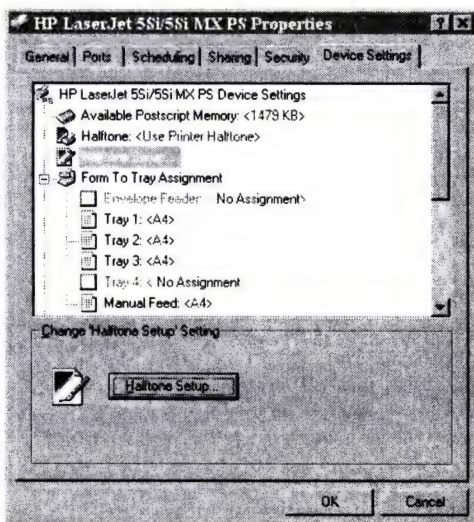 HP LaserJet 5Si/5Si MX PS Properties
General Ports Scheduling Sharing Security Device Settings
HP LaserJet 5Si/5Si MX PS Device Settings
PS
Available Postscript Memory: <1479 KB>
Halftone: <Use Printer Halftone>
Form To Tray Assignment
Envelope Feeder: No Assignment>
Tray 1: <A4>
Tray 2: <A4>
Tray 3: <A4>
Tray 4: < No Assignment
Manual Feed: <A4>
Change 'Halftone Setup' Setting
Halftone Setup...
OK Cancel